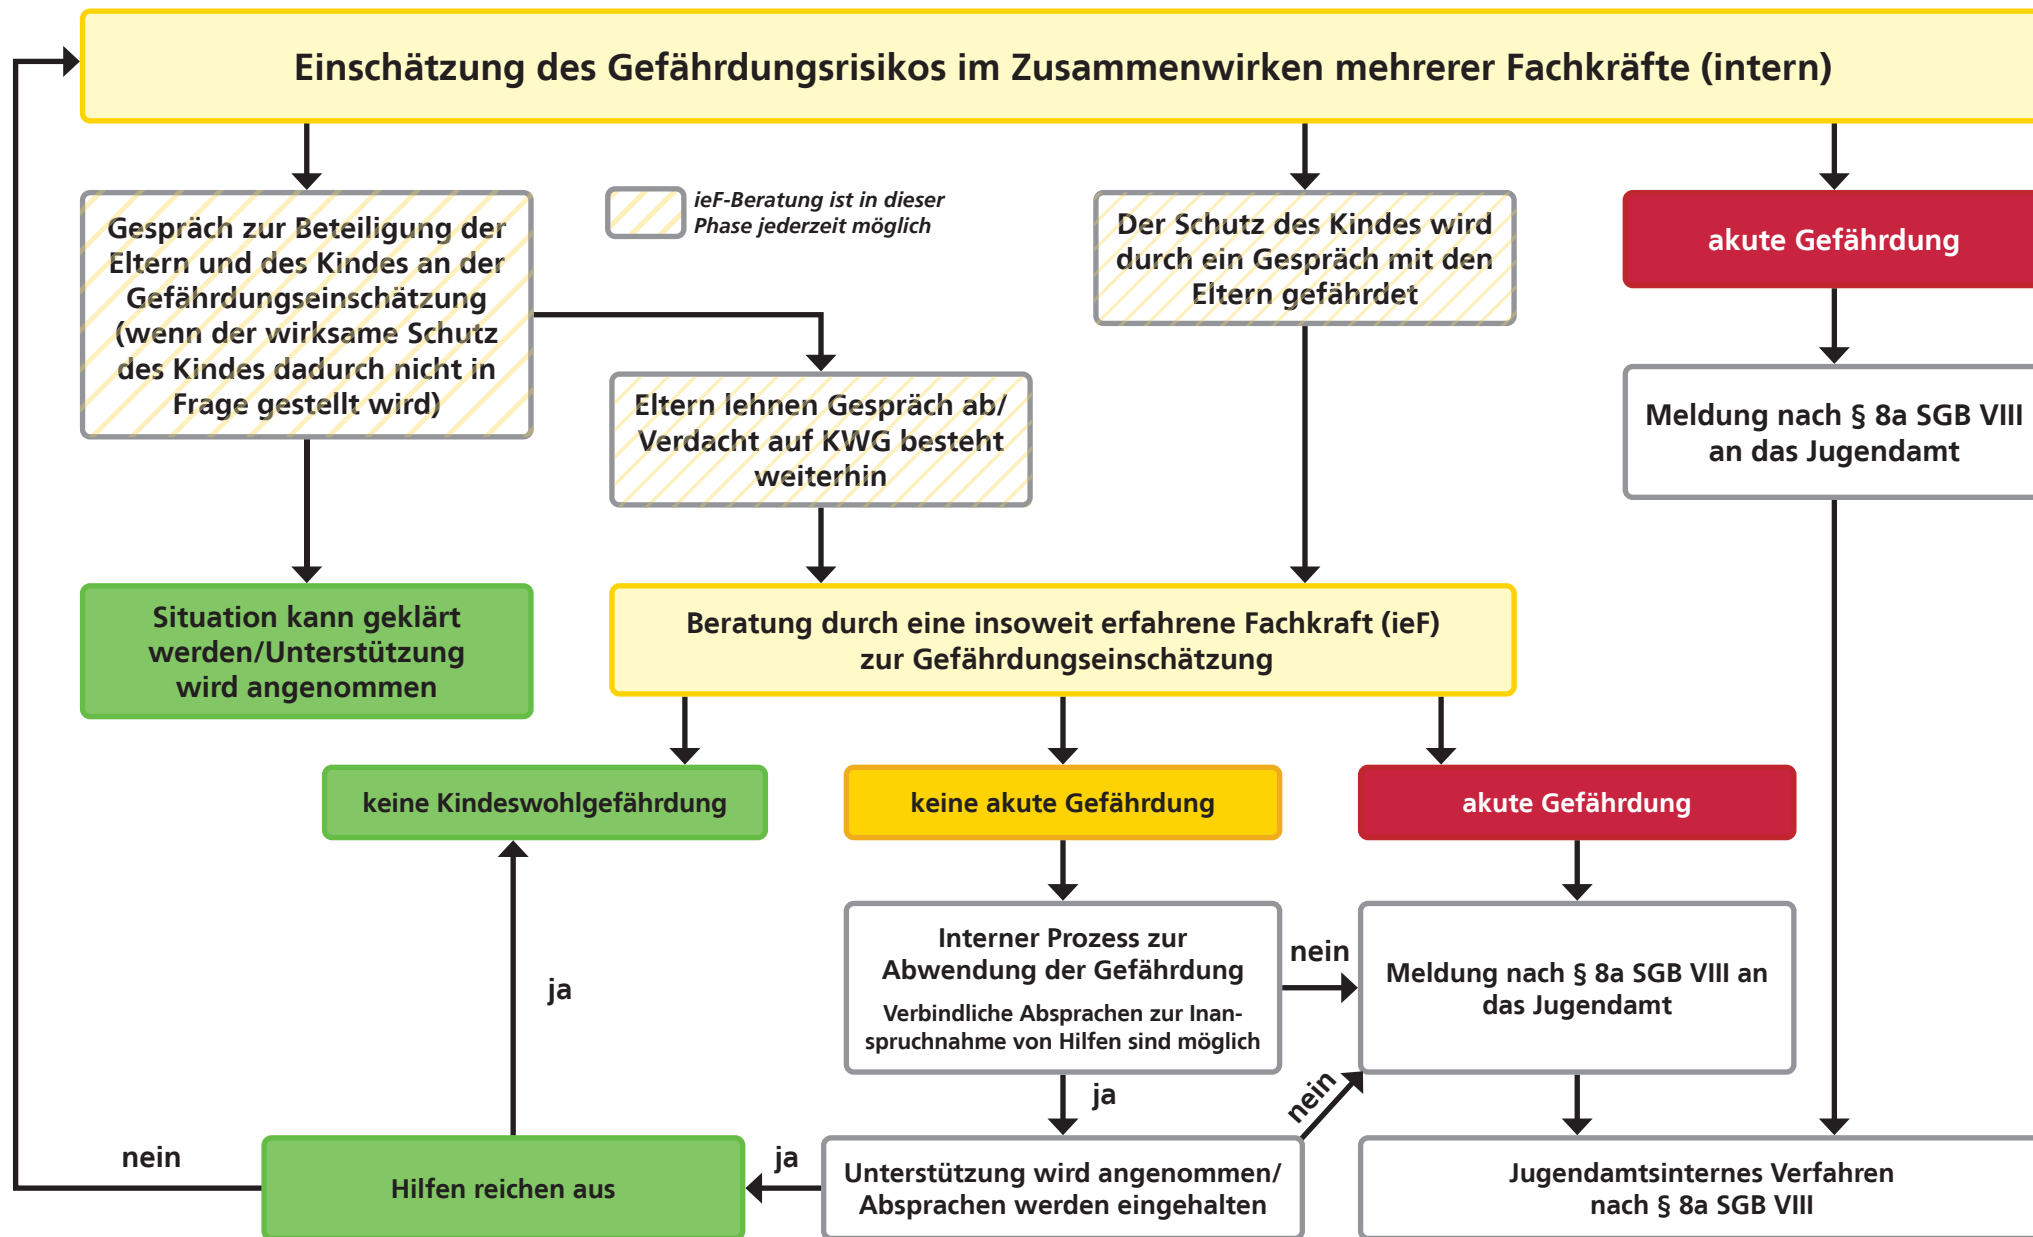 Einschätzung des Gefährdungsrisikos im Zusammenwirken mehrerer Fachkräfte (intern)
Gespräch zur Beteiligung der
Eltern und des Kindes an der
Gefährdungseinschätzung
(wenn der wirksame Schutz
des Kindes dadurch nicht in
Frage gestellt wird)
ieF-Beratung ist in dieser
Phase jederzeit möglich
Der Schutz des Kindes wird
durch ein Gespräch mit den
Eltern gefährdet
akute Gefährdung
Eltern lehnen Gespräch ab/
Verdacht auf KWG besteht
weiterhin
Meldung nach § 8a SGB VIII
an das Jugendamt
Situation kann geklärt
werden/Unterstützung
wird angenommen
Beratung durch eine insoweit erfahrene Fachkraft (ieF)
zur Gefährdungseinschätzung
keine Kindeswohlgefährdung
keine akute Gefährdung
akute Gefährdung
Interner Prozess zur
Abwendung der Gefährdung
Verbindliche Absprachen zur Inan-
spruchnahme von Hilfen sind möglich
nein
Meldung nach § 8a SGB VIII an
das Jugendamt
ja
ja
nein
nein
Hilfen reichen aus
ja
Unterstützung wird angenommen/
Absprachen werden eingehalten
Jugendamtsinternes Verfahren
nach § 8a SGB VIII